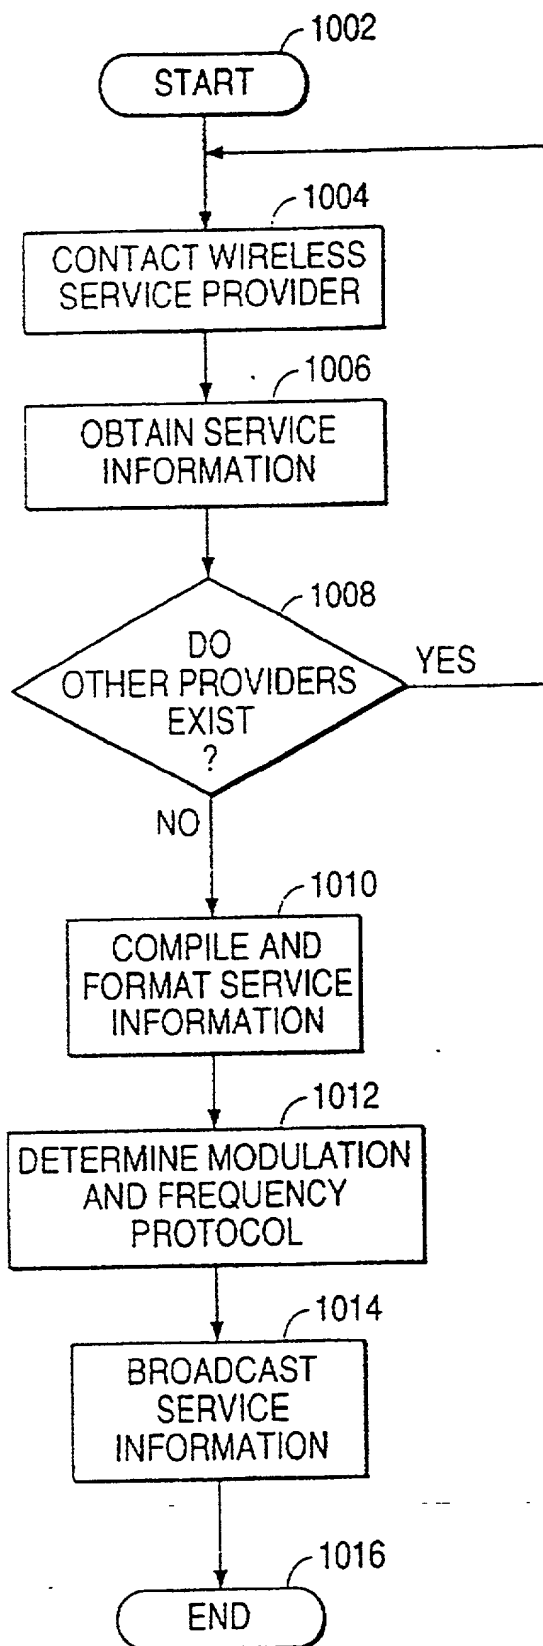 1002
START
1004
CONTACT WIRELESS
SERVICE PROVIDER
1006
OBTAIN SERVICE
INFORMATION
1008
DO
OTHER PROVIDERS
EXIST
?
YES
NO
1010
COMPILE AND
FORMAT SERVICE
INFORMATION
1012
DETERMINE MODULATION
AND FREQUENCY
PROTOCOL
1014
BROADCAST
SERVICE
INFORMATION
1016
END